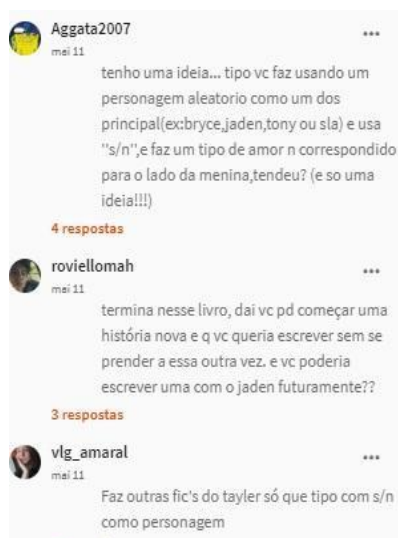 Aggata2007
mai 11
tenho uma ideia... tipo vc faz usando um
personagem aleatorio como um dos
principal(ex:bryce,jaden,tony ou sla) e usa
"s/n",e faz um tipo de amor n correspondido
para o lado da menina,tendeu? (e so uma
ideia!!!)
4 respostas
roviellomah
mai 11
termina nesse livro, dai vc pd começar uma
história nova e q vc queria escrever sem se
prender a essa outra vez. e vc poderia
escrever uma com o jaden futuramente??
3 respostas
vlg_amaral
mai 11
Faz outras fic's do tayler só que tipo com s/n
como personagem